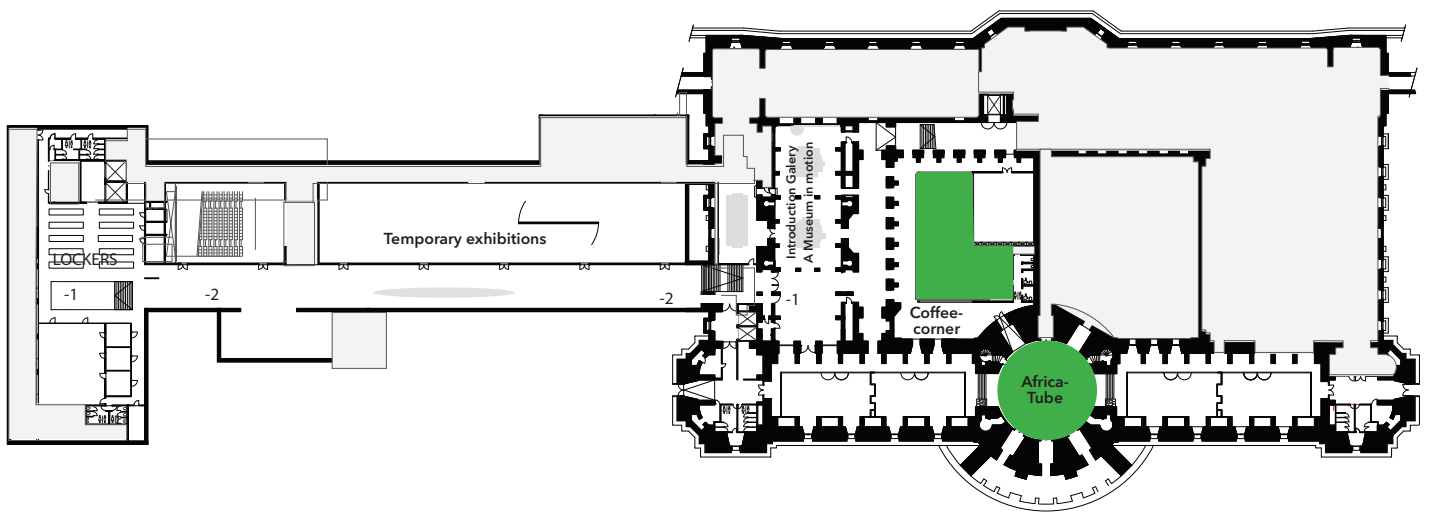 LOCKERS
-1
-2
Temporary exhibitions
-2
Introduction Galery
A Museum in motion
-1
Coffee-
corner
Africa-
Tube